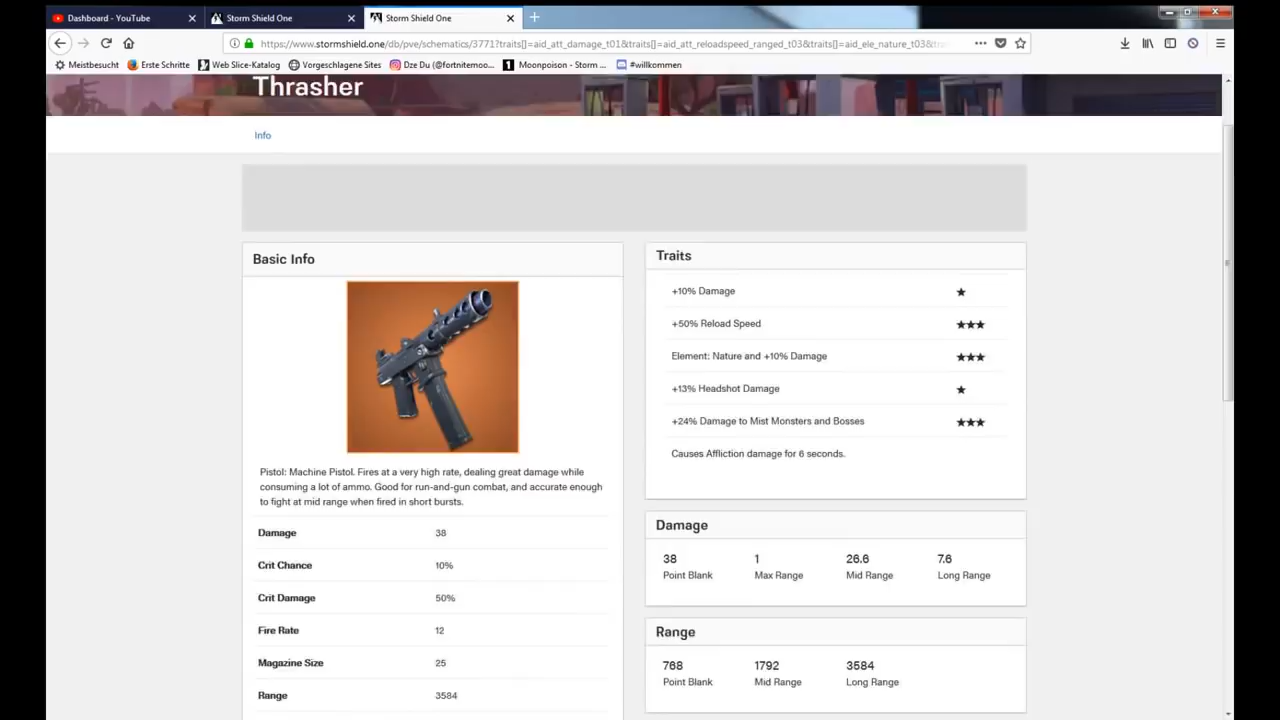 Dashboard - YouTube
Storm Shield One
Storm Shield One
https://www.stormshield.one/db/pve/schematics/3771?traits[]=aid_att_damage_t01&traits[]=aid_att_reloadspeed_ranged_t03&traits[]=aid_ele_nature_t03&trai
Meistbesucht
Erste Schritte
Web Slice-Katalog
Vorgeschlagene Sites
Dze Du (@fortnitemoo...
Moonpoison - Storm ...
#willkommen
Thrasher
Info
Basic Info
Pistol: Machine Pistol. Fires at a very high rate, dealing great damage while
consuming a lot of ammo. Good for run-and-gun combat, and accurate enough
to fight at mid range when fired in short bursts.
Damage 38
Crit Chance 10%
Crit Damage 50%
Fire Rate 12
Magazine Size 25
Range 3584
Traits
+10% Damage ★
+50% Reload Speed ★★★
Element: Nature and +10% Damage ★★★
+13% Headshot Damage ★
+24% Damage to Mist Monsters and Bosses ★★★
Causes Affliction damage for 6 seconds.
Damage
38 1 26.6 7.6
Point Blank Max Range Mid Range Long Range
Range
768 1792 3584
Point Blank Mid Range Long Range